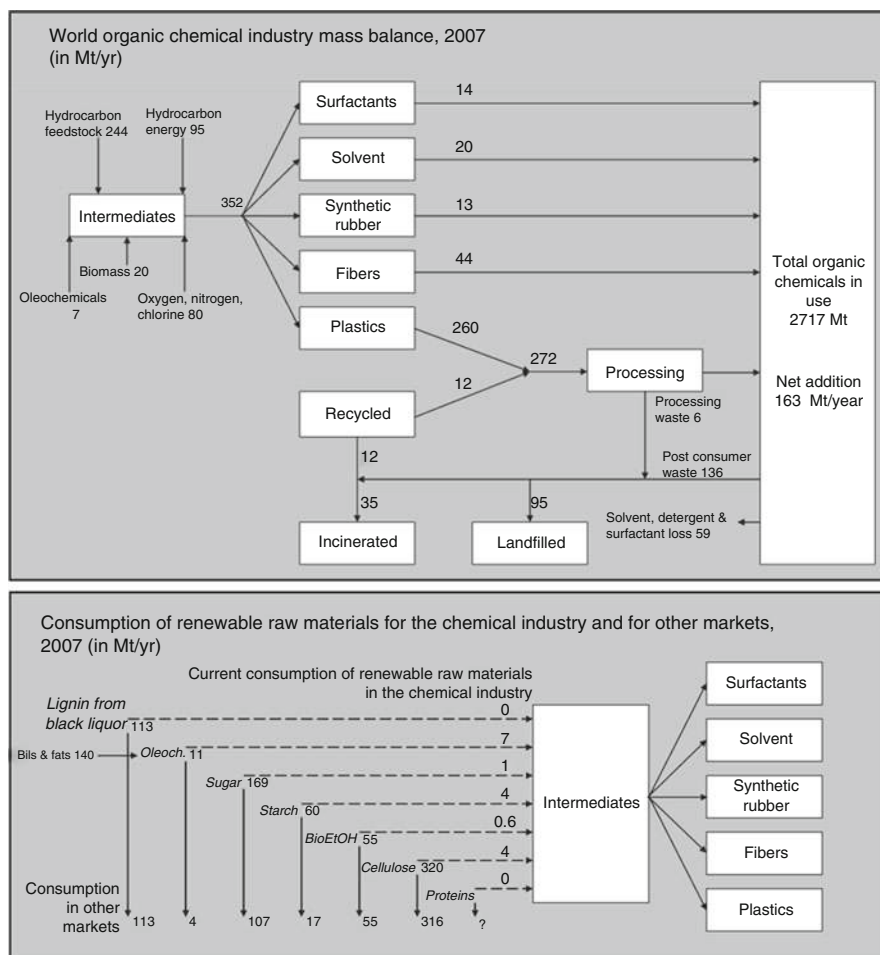 World organic chemical industry mass balance, 2007
(in Mt/yr)
Hydrocarbon
feedstock 244
Hydrocarbon
energy 95
Intermediates
352
Biomass 20
Oleochemicals
7
Oxygen, nitrogen,
chlorine 80
Surfactants
14
Solvent
20
Synthetic
rubber
13
Fibers
44
Plastics
260
272
Processing
12
Recycled
Processing
waste 6
12
Post consumer
waste 136
35
95
Incinerated
Landfilled
Solvent, detergent &
surfactant loss 59
Total organic
chemicals in
use
2717 Mt
Net addition
163 Mt/year
Consumption of renewable raw materials for the chemical industry and for other markets,
2007 (in Mt/yr)
Current consumption of renewable raw materials
in the chemical industry
Lignin from
black liquor 113
0
Bils & fats 140
Oleoch. 11
7
Sugar 169
1
Starch 60
4
BioEtOH 55
0.6
Cellulose 320
4
Proteins
0
Consumption
in other
markets
113
4
107
17
55
316
?
Intermediates
Surfactants
Solvent
Synthetic
rubber
Fibers
Plastics